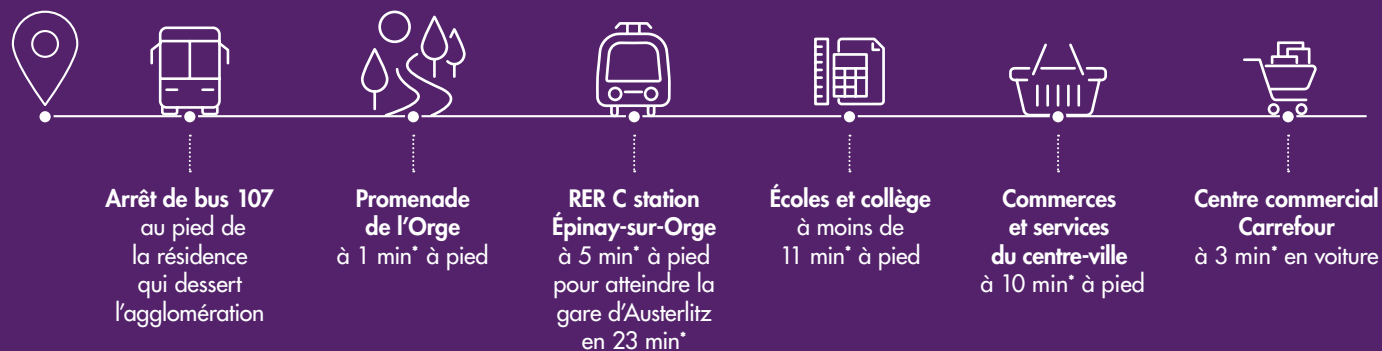 Arrêt de bus 107
au pied de
la résidence
qui dessert
l’agglomération
Promenade
de l’Orge
à 1 min* à pied
RER C station
Épinay-sur-Orge
à 5 min* à pied
pour atteindre la
gare d’Austerlitz
en 23 min*
Écoles et collège
à moins de
11 min* à pied
Commerces
et services
du centre-ville
à 10 min* à pied
Centre commercial
Carrefour
à 3 min* en voiture